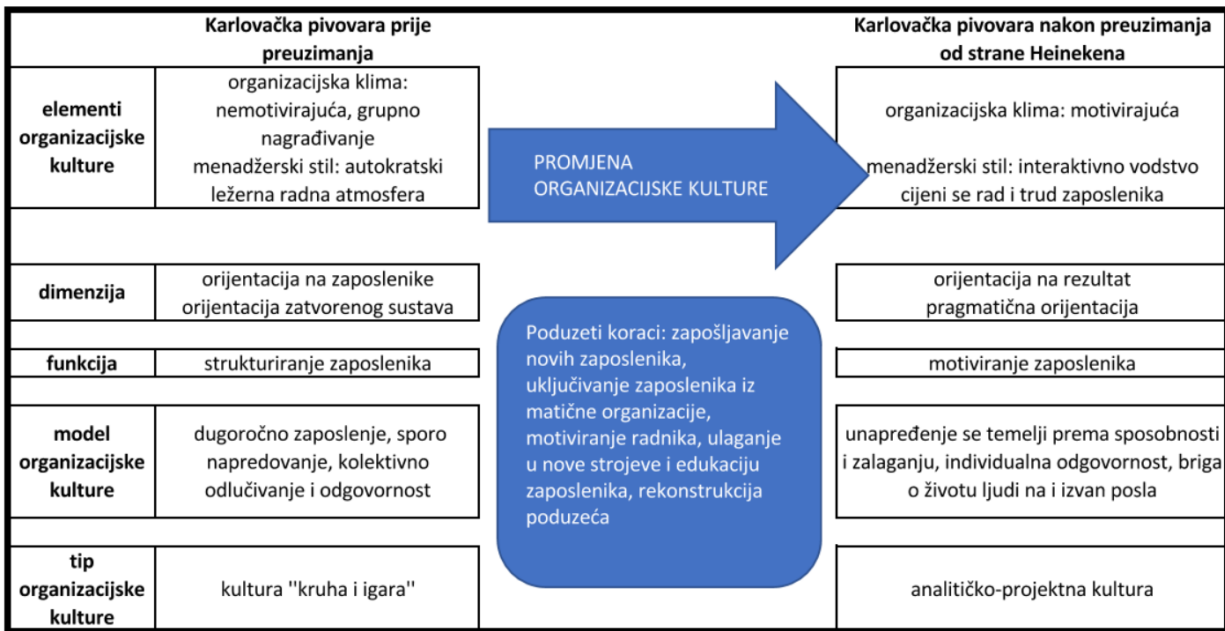 Karlovačka pivovara prije
preuzimanja
Karlovačka pivovara nakon preuzimanja
od strane Heinekena
elementi
organizacijske
kulture
organizacijska klima:
nemotivirajuća, grupno
nagrađivanje
menadžerski stil: autokratski
ležerna radna atmosfera
PROMJENA
ORGANIZACIJSKE KULTURE
organizacijska klima: motivirajuća
menadžerski stil: interaktivno vodstvo
cijeni se rad i trud zaposlenika
dimenzija
orijentacija na zaposlenike
orijentacija zatvorenog sustava
orijentacija na rezultat
pragmatična orijentacija
Poduzeti koraci: zapošljavanje
novih zaposlenika,
uključivanje zaposlenika iz
matične organizacije,
motiviranje radnika, ulaganje
u nove strojeve i edukaciju
zaposlenika, rekonstrukcija
poduzeća
funkcija
strukturiranje zaposlenika
motiviranje zaposlenika
model
organizacijske
kulture
dugoročno zaposlenje, sporo
napredovanje, kolektivno
odlučivanje i odgovornost
unapređenje se temelji prema sposobnosti
i zalaganju, individualna odgovornost, briga
o životu ljudi na i izvan posla
tip
organizacijske
kulture
kultura ''kruha i igara''
analitičko-projektna kultura